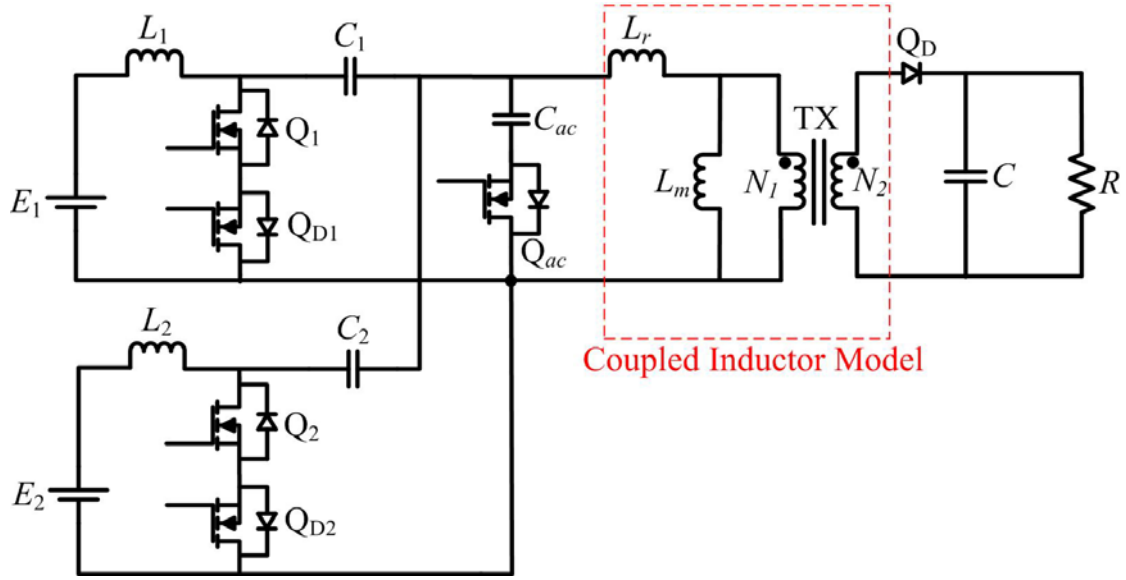 L1
C1
Lr
QD
Q1
Cac
TX
E1
QD1
Lm
N1
N2
C
R
Qac
L2
C2
Coupled Inductor Model
Q2
E2
QD2